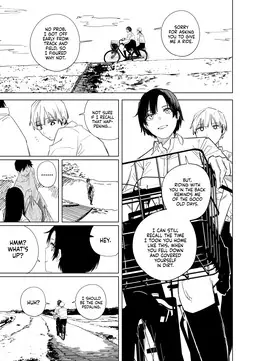 SORRY
FOR
ASKING YOU
TO GIVE
ME A RIDE.
NO PROB.
I GOT OFF
EARLY FROM
TRACK AND
FIELD, SO I
FIGURED
WHY NOT.
BUT,
RIDING
WITH YOU
IN THE BACK
REMINDS
ME OF THE
GOOD OLD
DAYS.
NOT SURE
IF I RECALL
THAT HAP-
PENING...
I CAN
STILL
RECALL
THE TIME
I TOOK YOU
HOME LIKE
THIS, WHEN
YOU FELL
DOWN AND
COVERED
YOURSELF
IN DIRT.
......
HEY.
HMM?
WHAT'S
UP?
I SHOULD
BE THE ONE
PEDALING.
HUH?